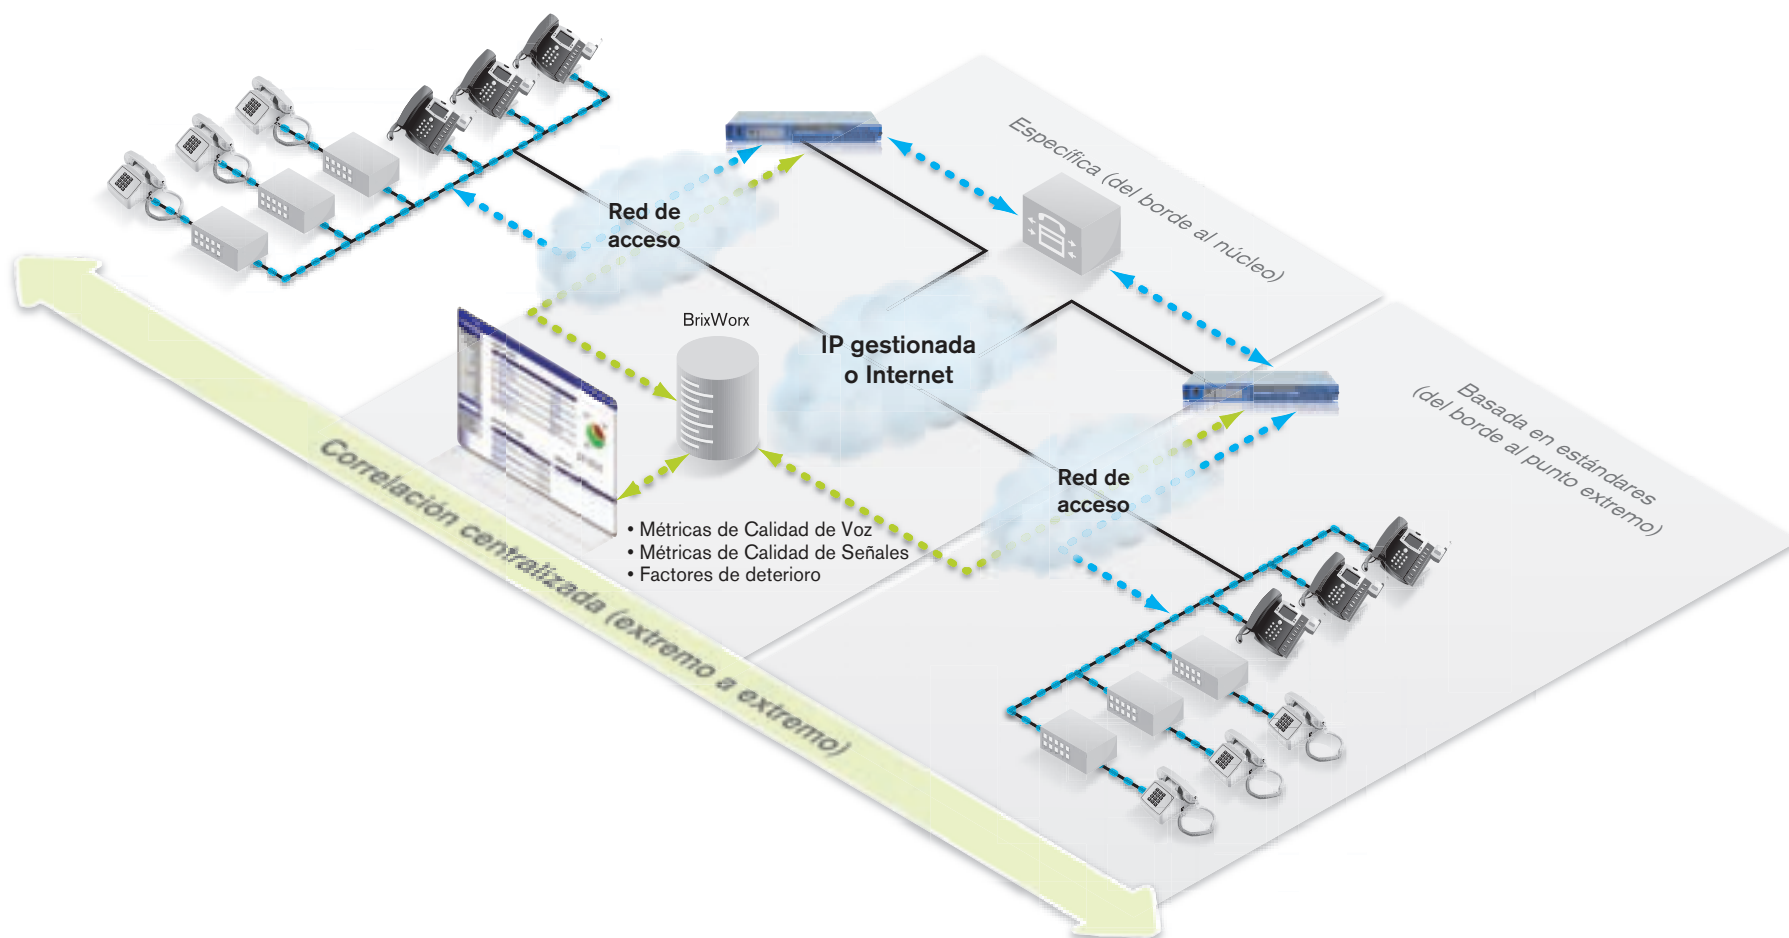 Específica (del borde al núcleo)
Red de
acceso
BrixWorx
IP gestionada
o Internet
Basada en estándares
(del borde al punto extremo)
Red de
acceso
• Métricas de Calidad de Voz
• Métricas de Calidad de Señales
• Factores de deterioro
Correlación centralizada (extremo a extremo)